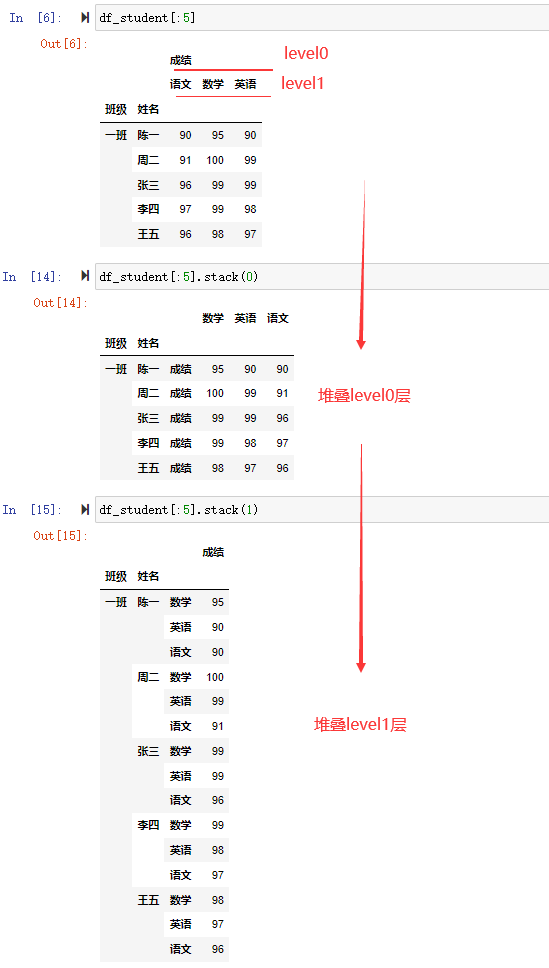 In [6]: df_student[:5]
Out[6]:
成绩 level0
语文 数学 英语 level1
班级 姓名
一班 陈一 90 95 90
周二 91 100 99
张三 96 99 99
李四 97 99 98
王五 96 98 97
In [14]: df_student[:5].stack(0)
Out[14]:
数学 英语 语文
班级 姓名
一班 陈一 成绩 95 90 90
周二 成绩 100 99 91
张三 成绩 99 99 96
李四 成绩 99 98 97
王五 成绩 98 97 96
堆叠level0层
In [15]: df_student[:5].stack(1)
Out[15]:
成绩
班级 姓名
一班 陈一 数学 95
英语 90
语文 90
周二 数学 100
英语 99
语文 91
张三 数学 99
英语 99
语文 96
李四 数学 99
英语 98
语文 97
王五 数学 98
英语 97
语文 96
堆叠level1层